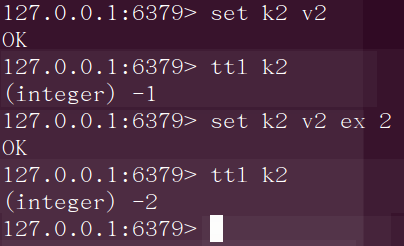 127.0.0.1:6379> set k2 v2
OK
127.0.0.1:6379> ttl k2
(integer) -1
127.0.0.1:6379> set k2 v2 ex 2
OK
127.0.0.1:6379> ttl k2
(integer) -2
127.0.0.1:6379>